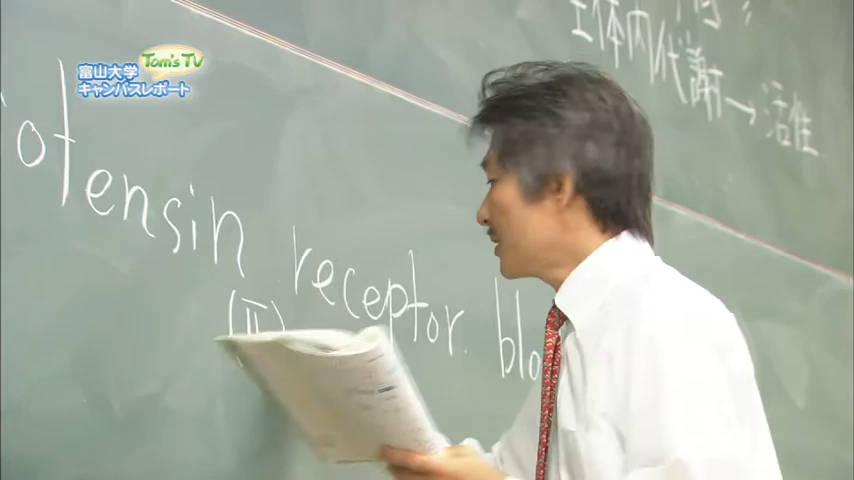 Tom's TV
富山大学
キャンパスレポート
体内代謝→活性
otensin receptor blo
(II)